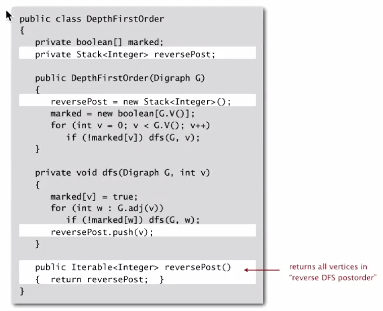 public class DepthFirstOrder
{
private boolean[] marked;
private Stack<Integer> reversePost;
public DepthFirstOrder(Digraph G)
{
reversePost = new Stack<Integer>();
marked = new boolean[G.V()];
for (int v = 0; v < G.V(); v++)
if (!marked[v]) dfs(G, v);
}
private void dfs(Digraph G, int v)
{
marked[v] = true;
for (int w : G.adj(v))
if (!marked[w]) dfs(G, w);
reversePost.push(v);
}
public Iterable<Integer> reversePost()
{ return reversePost; }
}
returns all vertices in
"reverse DFS postorder"